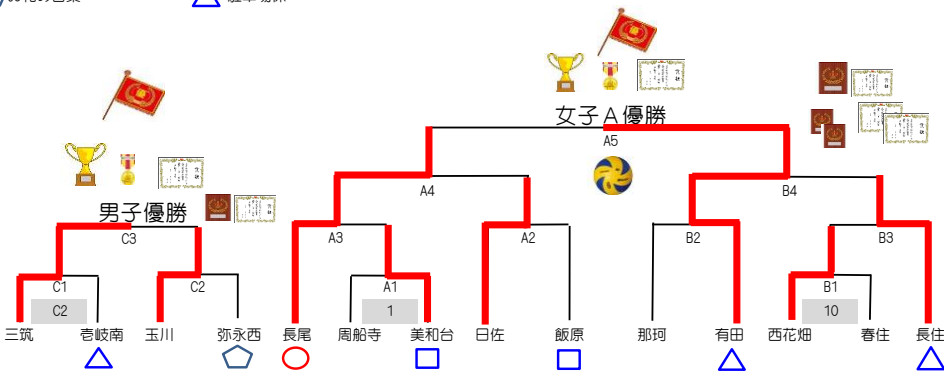 女子A優勝
A5
A4
B4
男子優勝
C3
A3
A2
B2
B3
C1
C2
A1
B1
C2
1
10
三筑
壱岐南
玉川
弥永西
長尾
周船寺
美和台
日佐
飯原
那珂
有田
西花畑
春住
長住